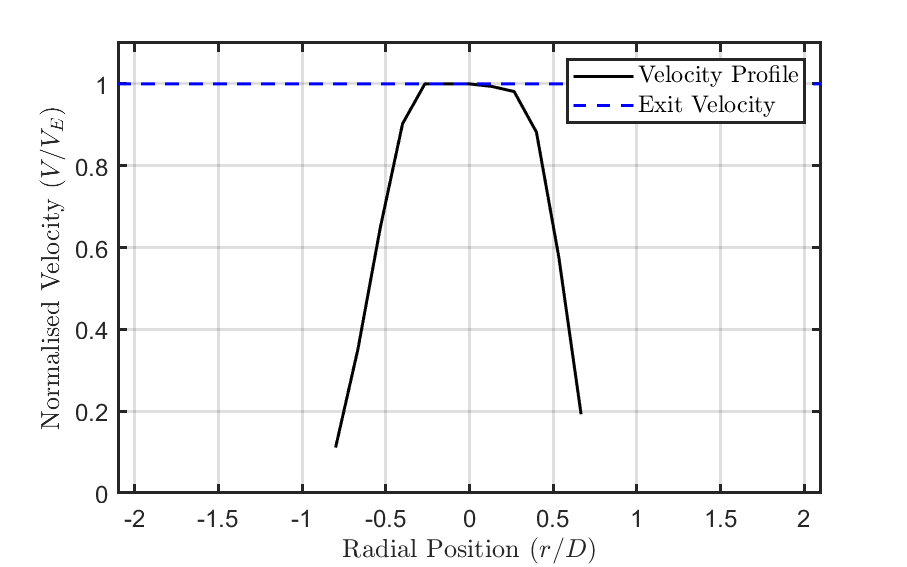 Velocity Profile
Exit Velocity
1
0.8
0.6
0.4
0.2
0
Normalised Velocity (V/V_E)
-2 -1.5 -1 -0.5 0 0.5 1 1.5 2
Radial Position (r/D)